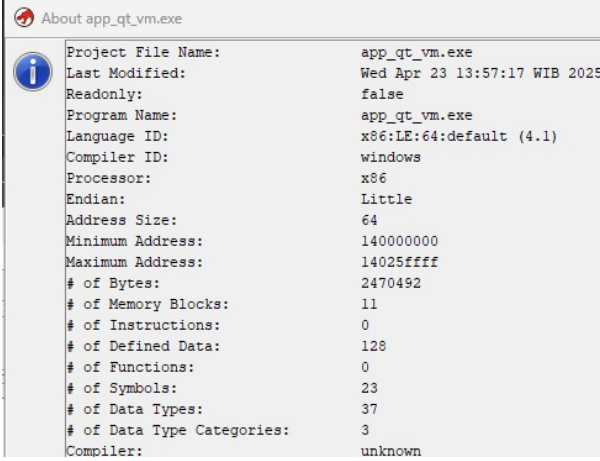 About app_qt_vm.exe
Project File Name: app_qt_vm.exe
Last Modified: Wed Apr 23 13:57:17 WIB 2025
Readonly: false
Program Name: app_qt_vm.exe
Language ID: x86:LE:64:default (4.1)
Compiler ID: windows
Processor: x86
Endian: Little
Address Size: 64
Minimum Address: 140000000
Maximum Address: 14025ffff
# of Bytes: 2470492
# of Memory Blocks: 11
# of Instructions: 0
# of Defined Data: 128
# of Functions: 0
# of Symbols: 23
# of Data Types: 37
# of Data Type Categories: 3
Compiler: unknown